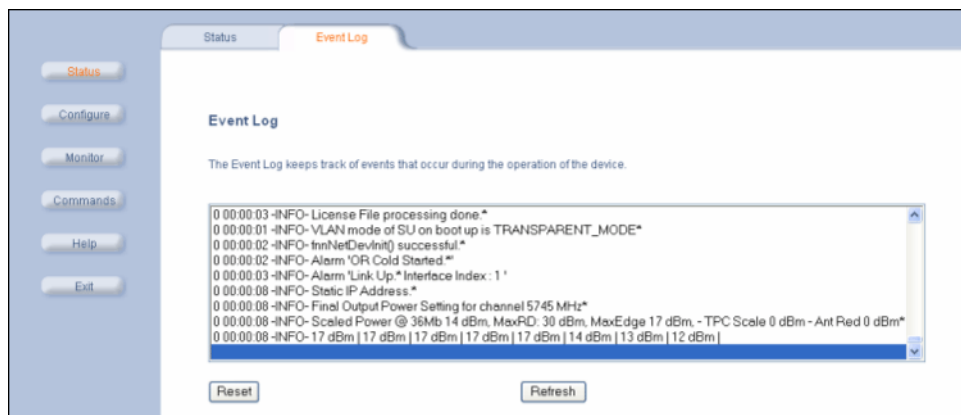 Status
Event Log
Status
Configure
Monitor
Commands
Help
Exit
Event Log
The Event Log keeps track of events that occur during the operation of the device.
0 00:00:03 -INFO- License File processing done.*
0 00:00:01 -INFO- VLAN mode of SU on boot up is TRANSPARENT_MODE*
0 00:00:02 -INFO- fnnNetDevInit() successful.*
0 00:00:02 -INFO- Alarm 'OR Cold Started.*'
0 00:00:03 -INFO- Alarm 'Link Up.* Interface Index : 1 '
0 00:00:08 -INFO- Static IP Address.*
0 00:00:08 -INFO- Final Output Power Setting for channel 5745 MHz*
0 00:00:08 -INFO- Scaled Power @ 36Mb 14 dBm, MaxRD: 30 dBm, MaxEdge 17 dBm, - TPC Scale 0 dBm - Ant Red 0 dBm*
0 00:00:08 -INFO- 17 dBm | 17 dBm | 17 dBm | 17 dBm | 17 dBm | 14 dBm | 13 dBm | 12 dBm |
Reset
Refresh